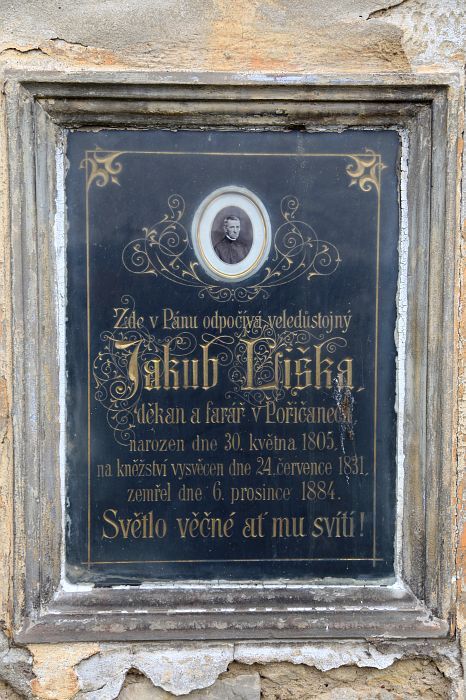 Zde v Pánu odpočívá veledůstojný
Jakub Liška,
děkan a farář v Pořičanech
narozen dne 30. května 1805,
na kněžství vysvěcen dne 24. července 1831,
zemřel dne 6. prosince 1884.
Světlo věčné ať mu svítí!